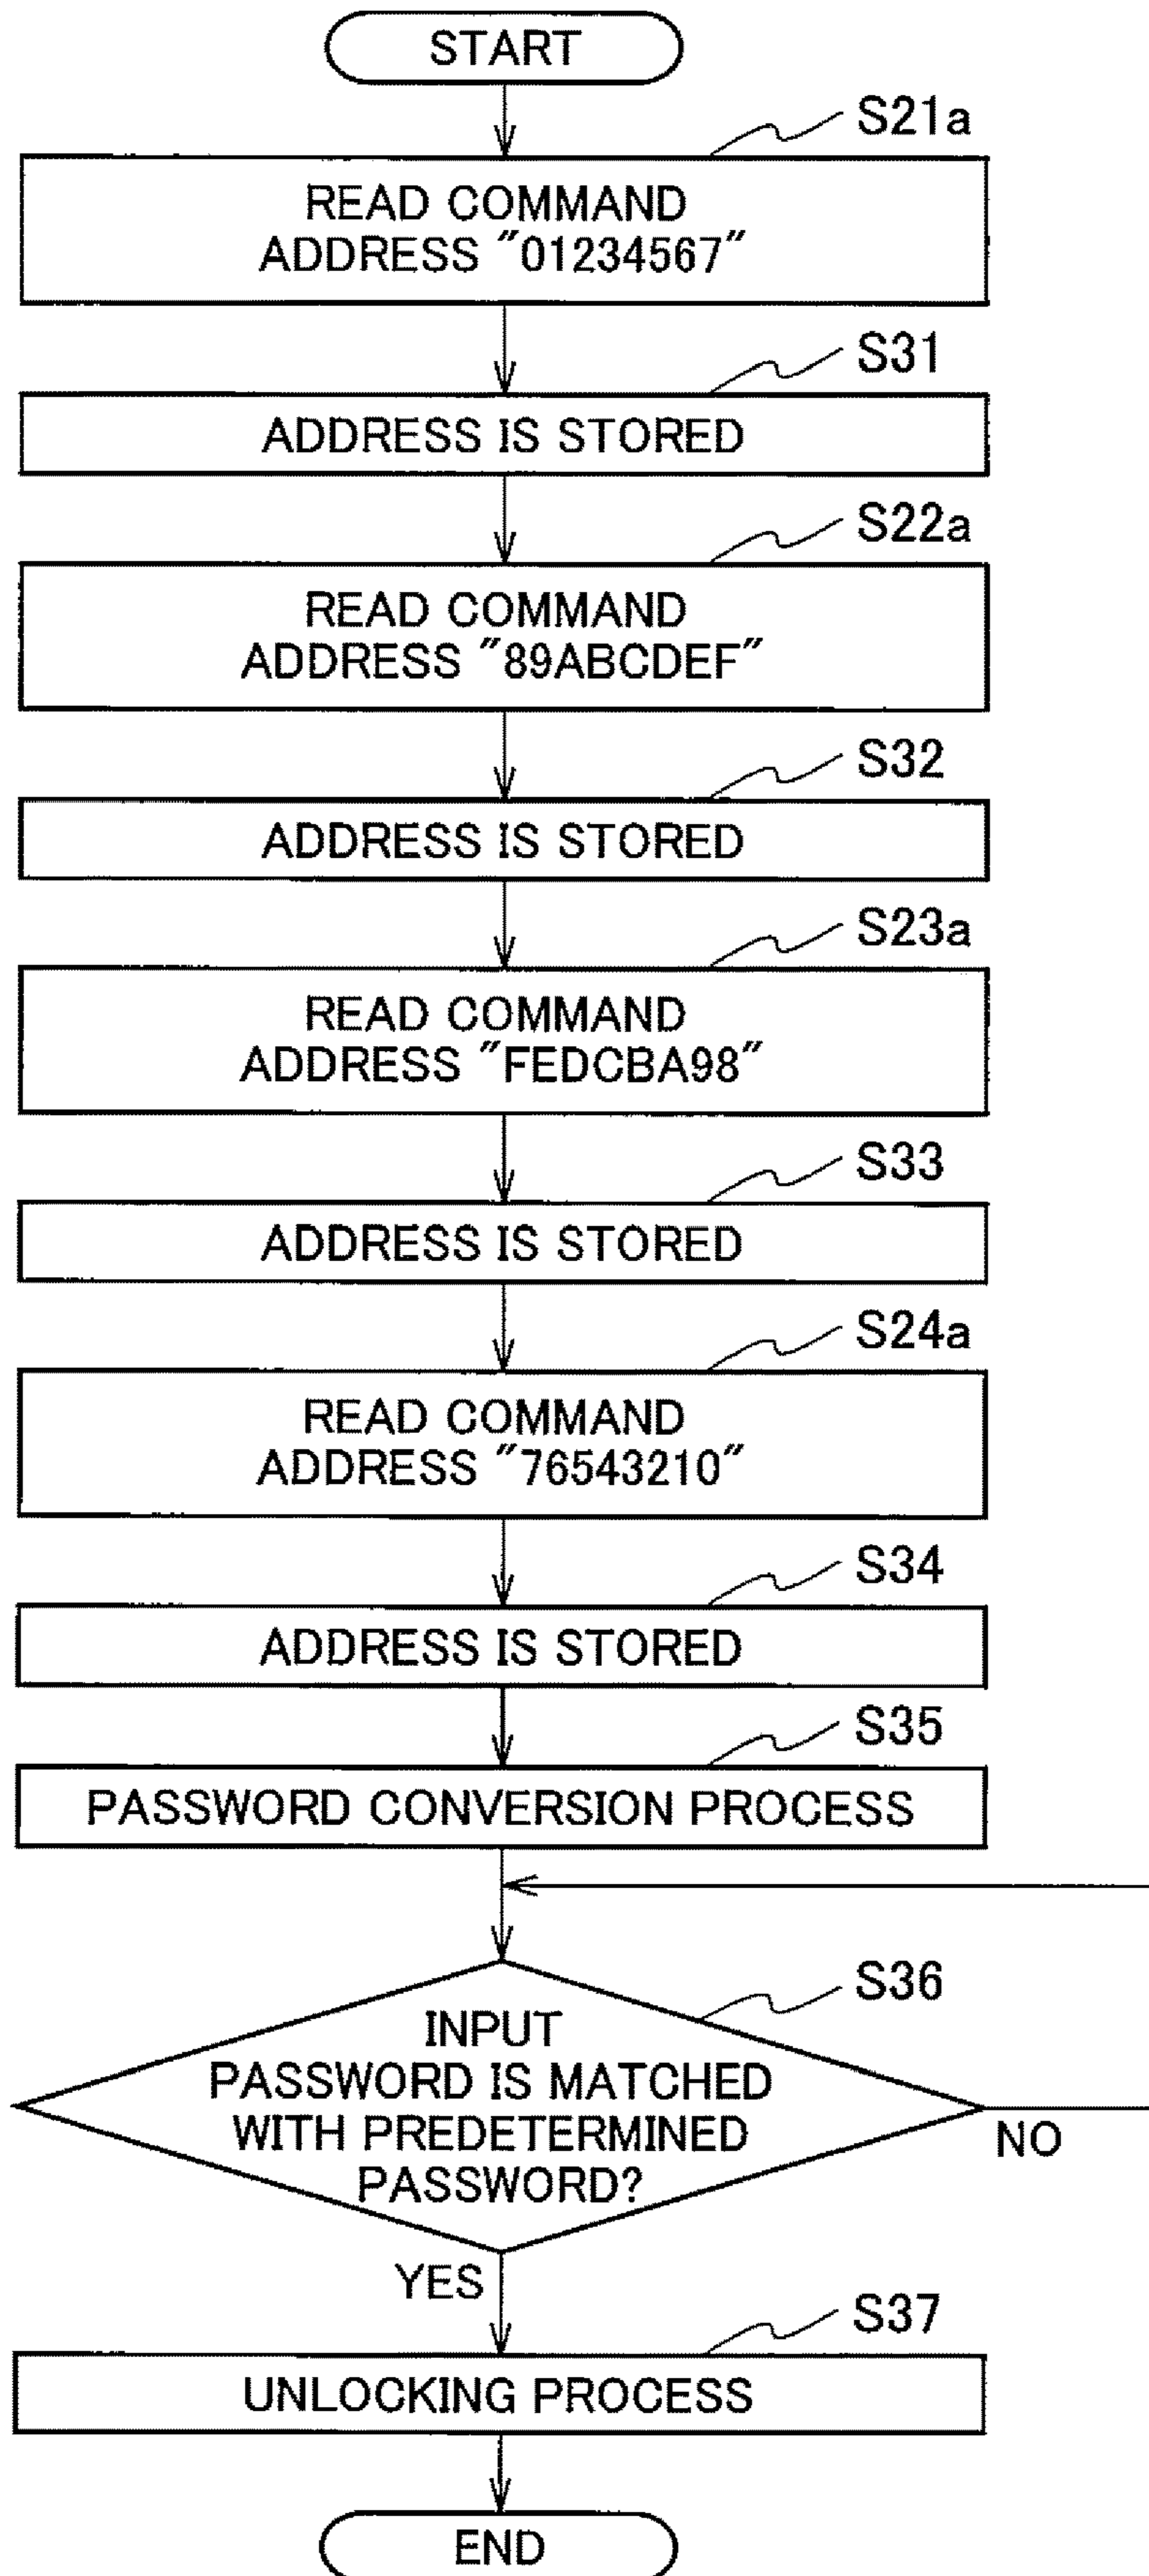 START
S21a
READ COMMAND
ADDRESS "01234567"
S31
ADDRESS IS STORED
S22a
READ COMMAND
ADDRESS "89ABCDEF"
S32
ADDRESS IS STORED
S23a
READ COMMAND
ADDRESS "FEDCBA98"
S33
ADDRESS IS STORED
S24a
READ COMMAND
ADDRESS "76543210"
S34
ADDRESS IS STORED
S35
PASSWORD CONVERSION PROCESS
S36
INPUT
PASSWORD IS MATCHED
WITH PREDETERMINED
PASSWORD?
NO
YES
S37
UNLOCKING PROCESS
END